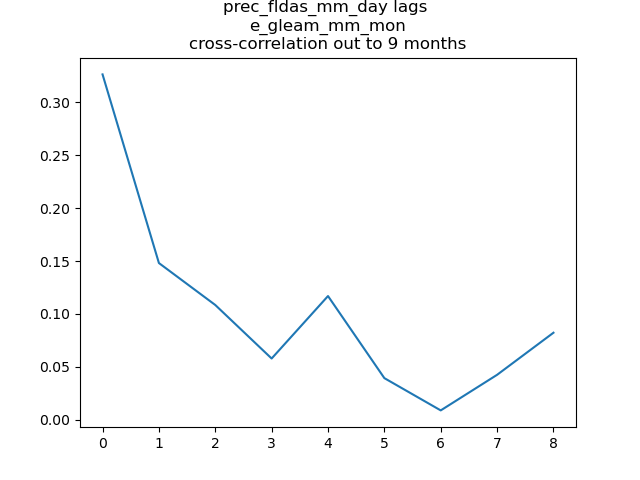 prec_fldas_mm_day lags
e_gleam_mm_mon
cross-correlation out to 9 months
0.30
0.25
0.20
0.15
0.10
0.05
0.00
0 1 2 3 4 5 6 7 8